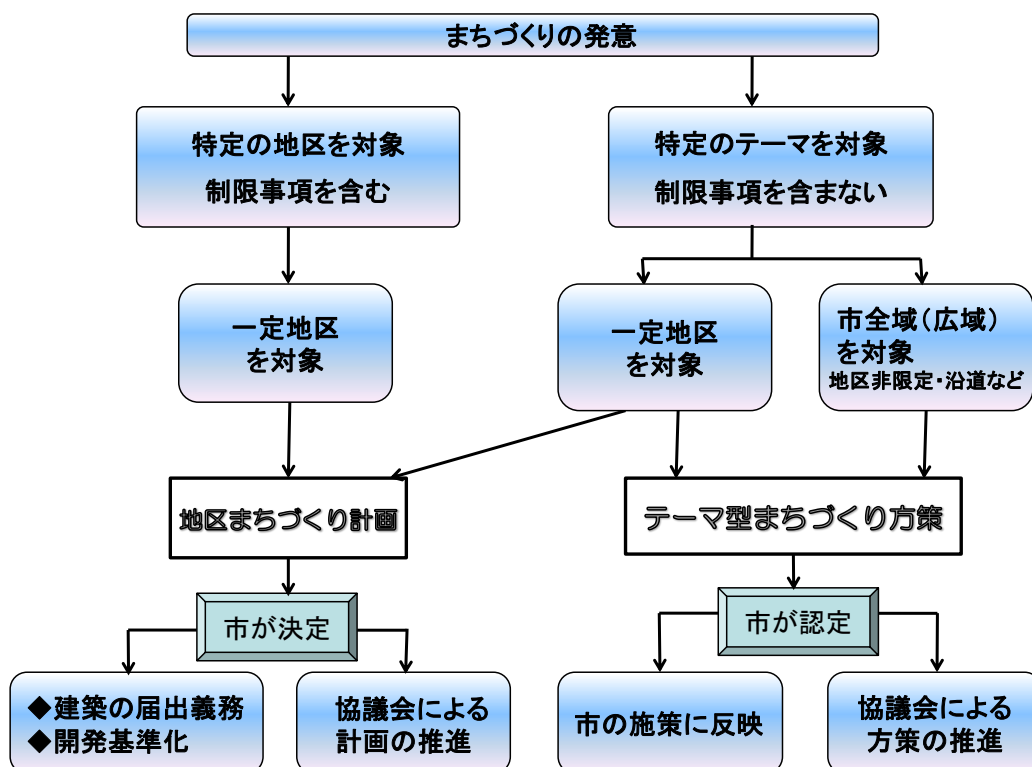 まちづくりの発意
特定の地区を対象
制限事項を含む
特定のテーマを対象
制限事項を含まない
一定地区
を対象
一定地区
を対象
市全域(広域)
を対象
地区非限定・沿道など
地区まちづくり計画
テーマ型まちづくり方策
市が決定
市が認定
◆建築の届出義務
◆開発基準化
協議会による
計画の推進
市の施策に反映
協議会による
方策の推進